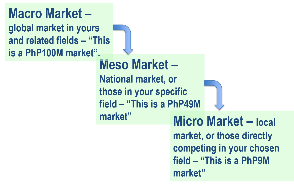 Macro Market –
global market in yours
and related fields – "This
is a PhP100M market".
Meso Market –
National market, or
those in your specific
field – "This is a PhP49M
market"
Micro Market – local
market, or those directly
competing in your chosen
field – "This is a PhP9M
market"